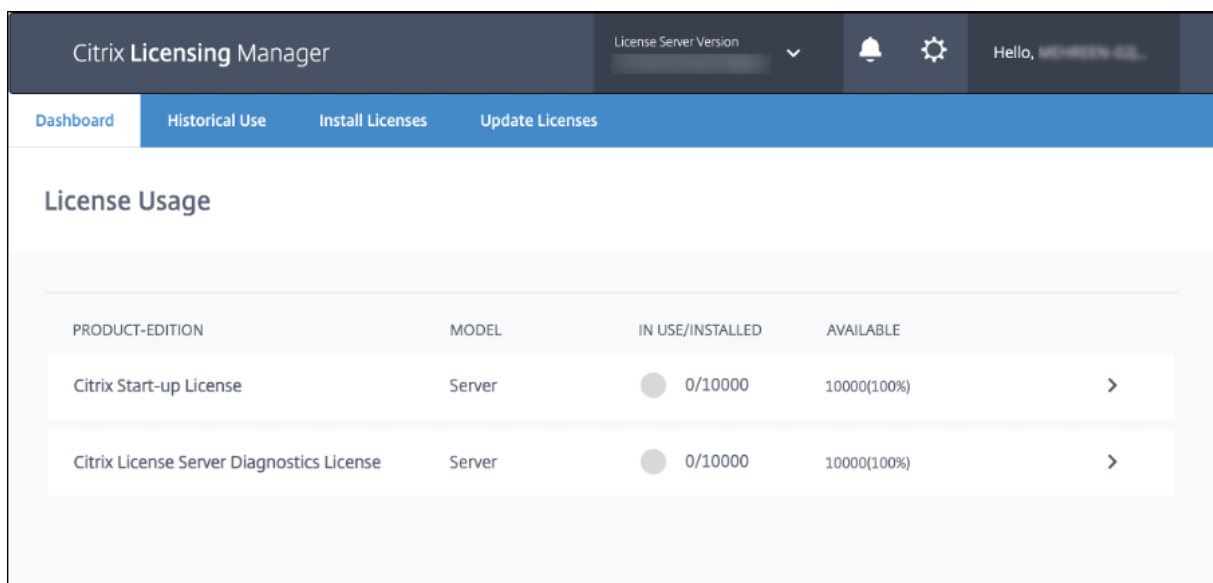 Citrix Licensing Manager
License Server Version
Hello,
Dashboard Historical Use Install Licenses Update Licenses
License Usage
PRODUCT-EDITION MODEL IN USE/INSTALLED AVAILABLE
Citrix Start-up License Server 0/10000 10000(100%)
Citrix License Server Diagnostics License Server 0/10000 10000(100%)